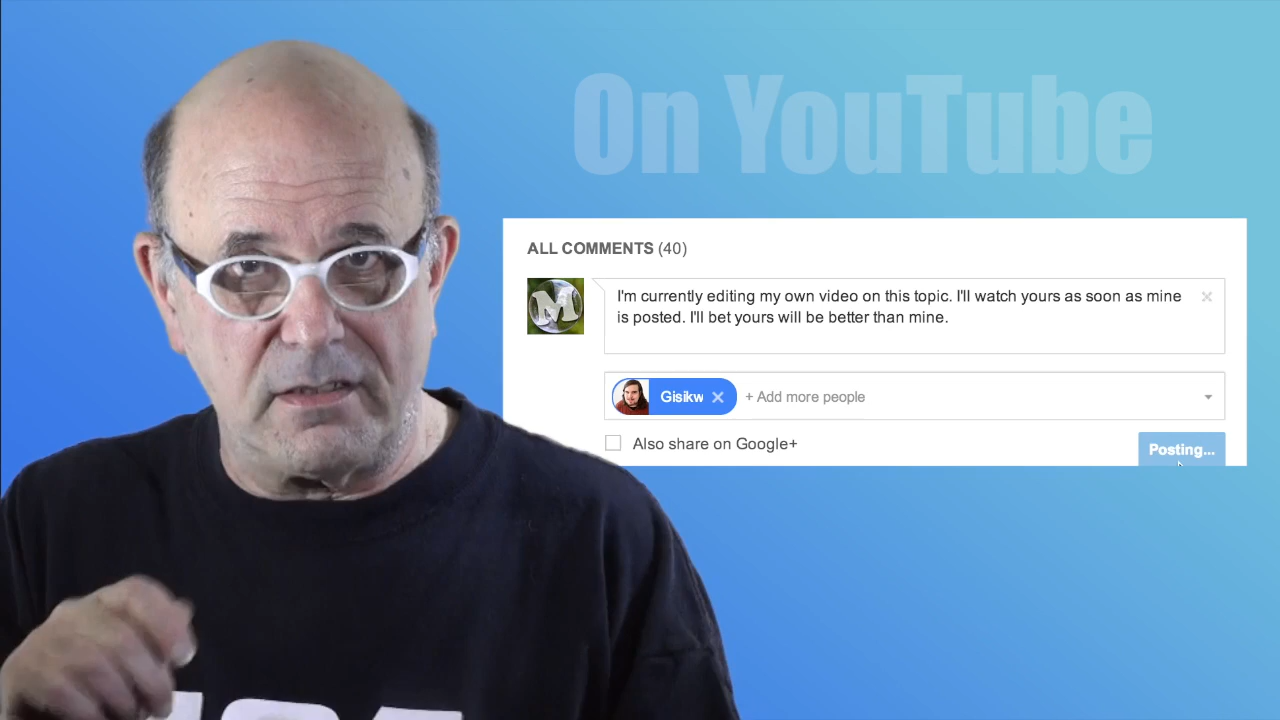 On YouTube
ALL COMMENTS (40)
M
I'm currently editing my own video on this topic. I'll watch yours as soon as mine
is posted. I'll bet yours will be better than mine.
Gisikw
+ Add more people
Also share on Google+
Posting...